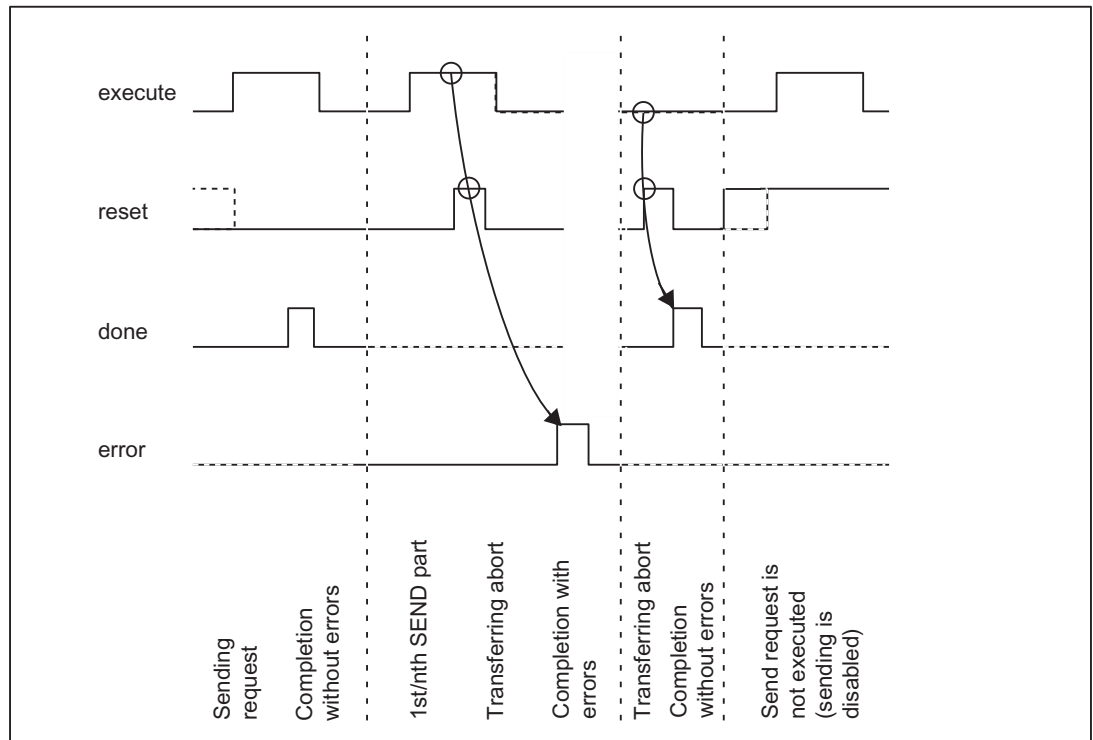 execute
reset
done
error
Sending
request
Completion
without errors
1st/nth SEND part
Transferring abort
Completion with
errors
Transferring abort
Completion
without errors
Send request is
not executed
(sending is
disabled)